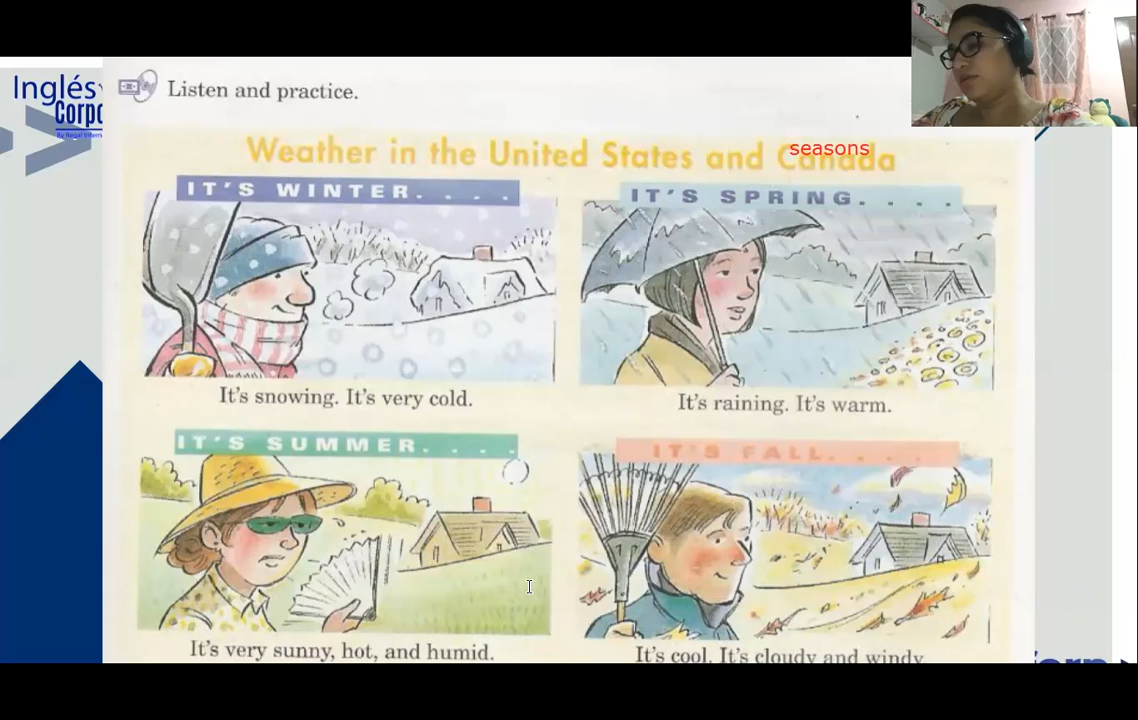 Inglés
Corpo
Listen and practice.
seasons
Weather in the United States and Canada
IT'S WINTER. . . .
IT'S SPRING. . . .
It's snowing. It's very cold.
It's raining. It's warm.
IT'S SUMMER. . . .
IT'S FALL. . . .
It's very sunny, hot, and humid.
It's cool. It's cloudy and windy